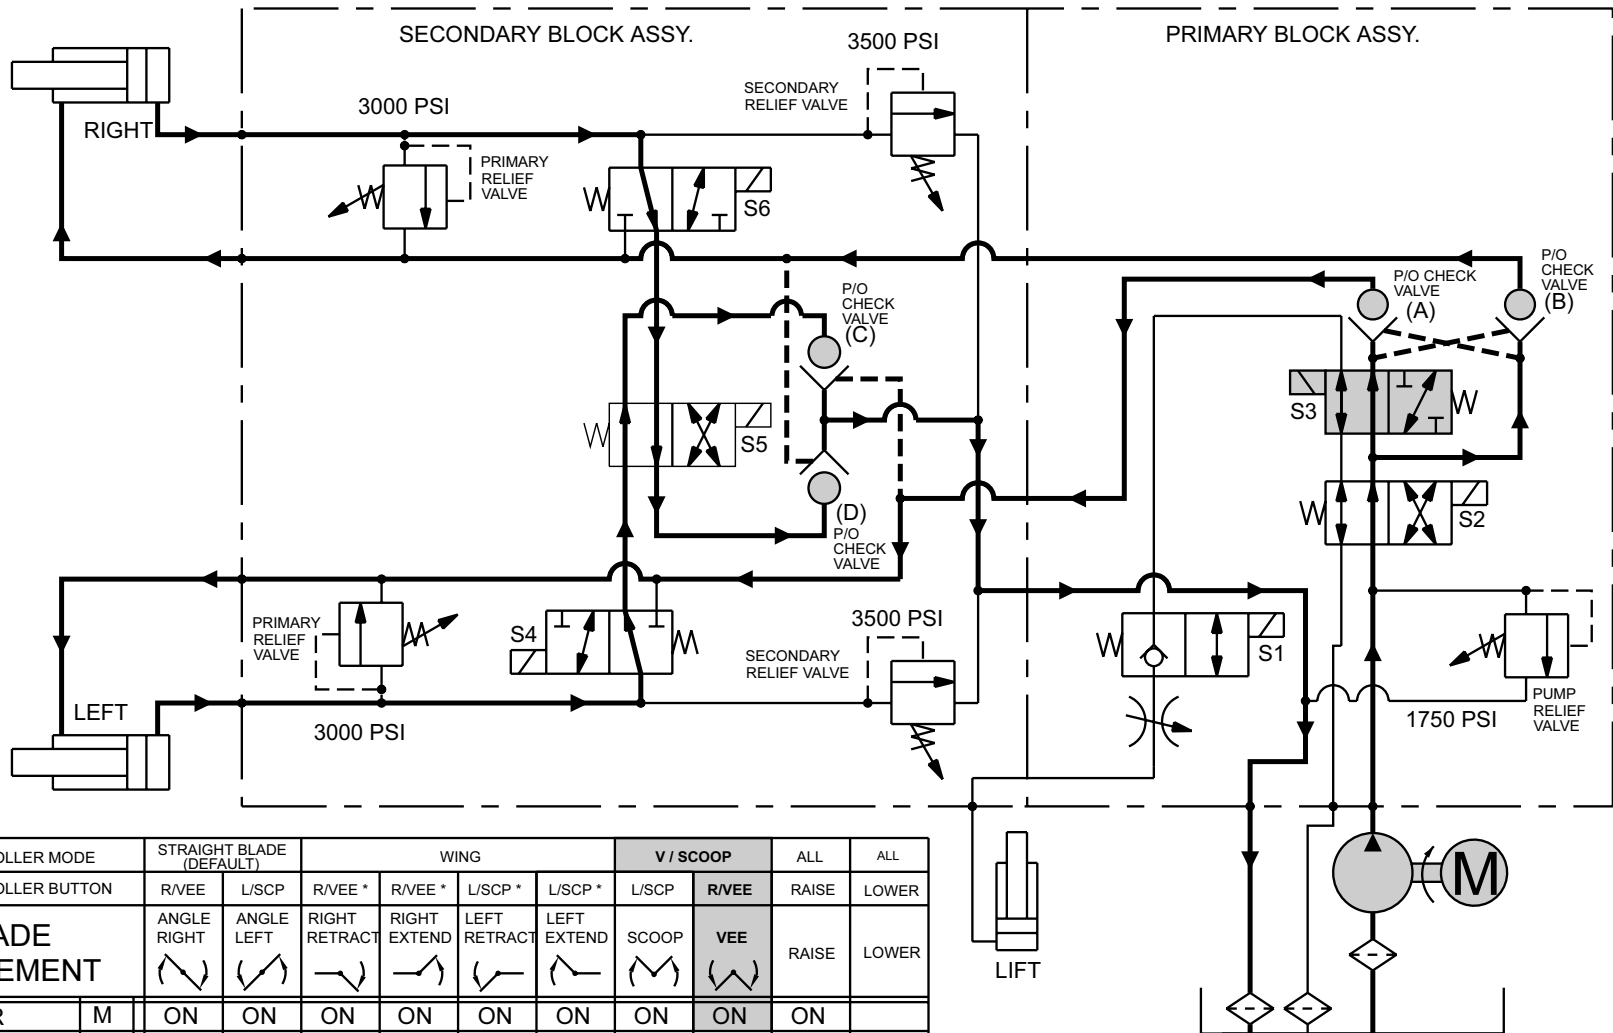 SECONDARY BLOCK ASSY.
3500 PSI
PRIMARY BLOCK ASSY.
SECONDARY
RELIEF VALVE
3000 PSI
RIGHT
PRIMARY
RELIEF
VALVE
S6
P/O
CHECK
VALVE
(C)
P/O CHECK
VALVE
(A)
P/O
CHECK
VALVE
(B)
S3
S5
S2
(D)
P/O
CHECK
VALVE
PRIMARY
RELIEF
VALVE
S4
3500 PSI
SECONDARY
RELIEF VALVE
S1
LEFT
3000 PSI
1750 PSI
PUMP
RELIEF
VALVE
M
LIFT
OLLER MODE STRAIGHT BLADE (DEFAULT) WING V / SCOOP ALL ALL
OLLER BUTTON R/VEE L/SCP R/VEE * R/VEE * L/SCP * L/SCP * L/SCP R/VEE RAISE LOWER
ADE
EMENT
ANGLE RIGHT ANGLE LEFT RIGHT RETRACT RIGHT EXTEND LEFT RETRACT LEFT EXTEND SCOOP VEE RAISE LOWER
R M ON ON ON ON ON ON ON ON ON